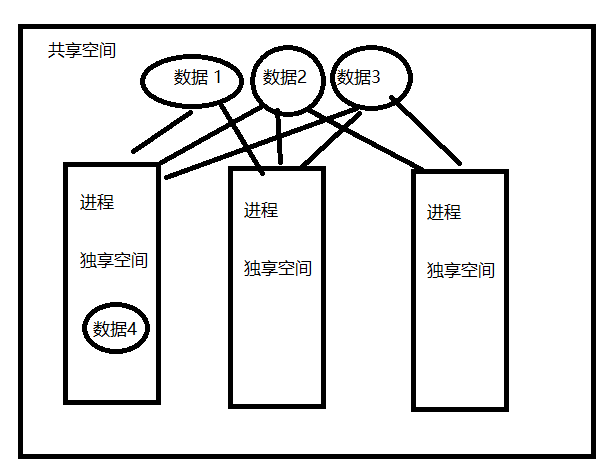 共享空间
数据 1
数据2
数据3
进程
独享空间
数据4
进程
独享空间
进程
独享空间